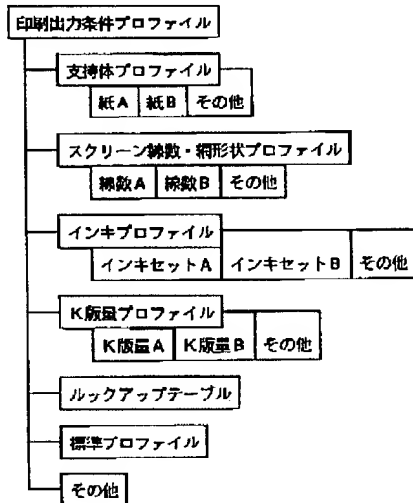 印刷出力条件プロファイル
支持体プロファイル
紙A 紙B その他
スクリーン線数・網形状プロファイル
線数A 線数B その他
インキプロファイル
インキセットA インキセットB その他
K版量プロファイル
K版量A K版量B その他
ルックアップテーブル
標準プロファイル
その他